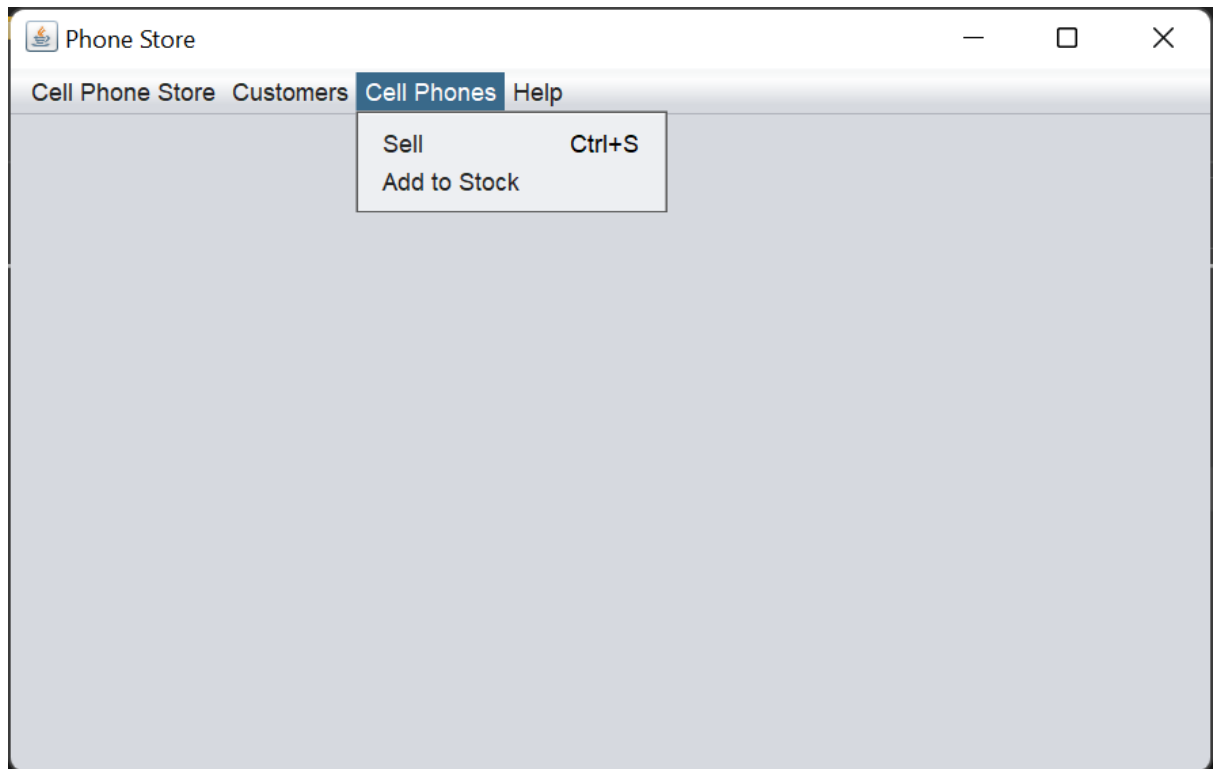 Phone Store
Cell Phone Store Customers Cell Phones Help
Sell Ctrl+S
Add to Stock